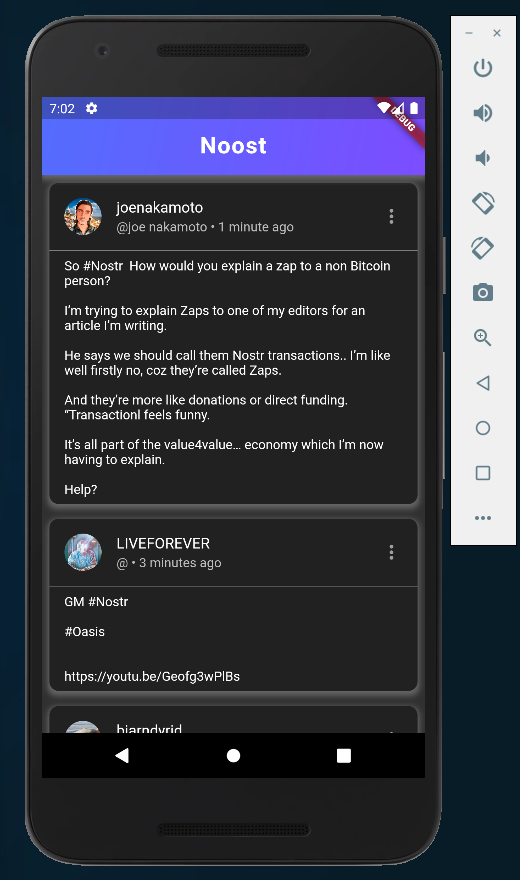 7:02
DEBUG
Noost
joenakamoto
@joe nakamoto • 1 minute ago
So #Nostr  How would you explain a zap to a non Bitcoin
person?
I'm trying to explain Zaps to one of my editors for an
article I'm writing.
He says we should call them Nostr transactions.. I'm like
well firstly no, coz they're called Zaps.
And they're more like donations or direct funding.
“Transactionl feels funny.
It's all part of the value4value… economy which I'm now
having to explain.
Help?
LIVEFOREVER
@ • 3 minutes ago
GM #Nostr
#Oasis
https://youtu.be/Geofg3wPlBs